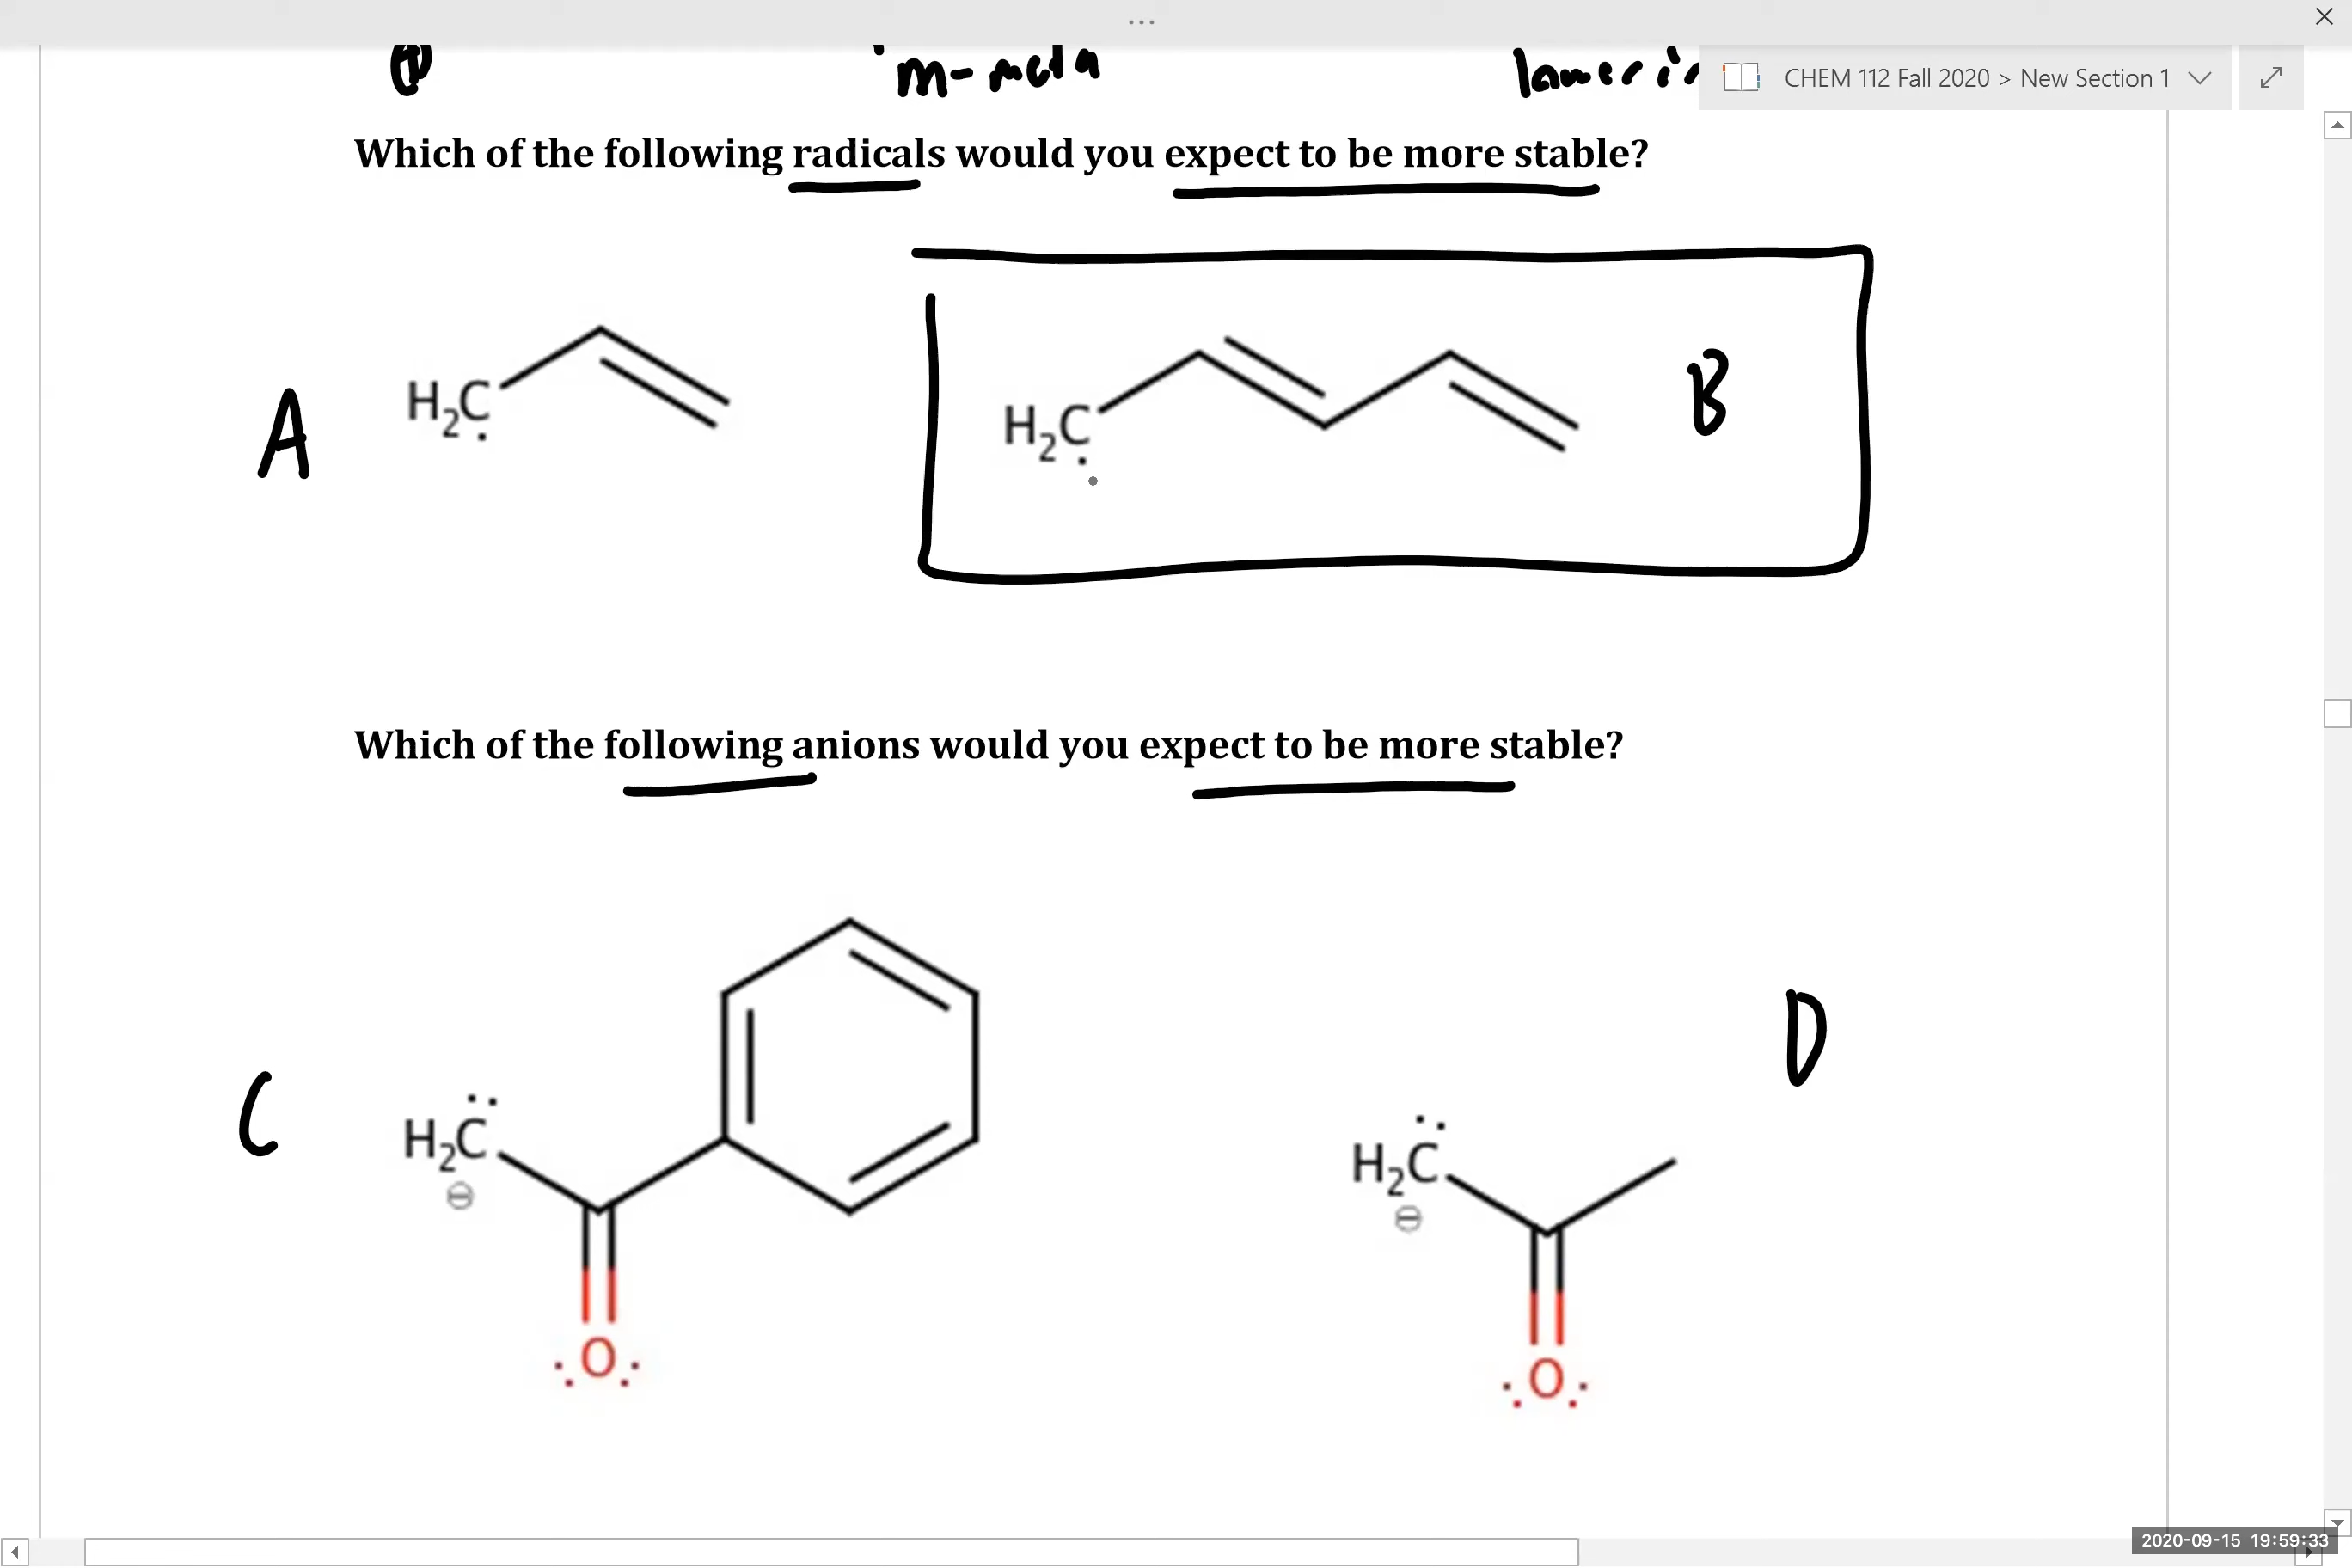 m-meta
CHEM 112 Fall 2020 > New Section 1
Which of the following radicals would you expect to be more stable?
A
H2C
H2C
B
Which of the following anions would you expect to be more stable?
C
H2C
⊖
O
H2C
⊖
O
D
2020-09-15 19:59:33